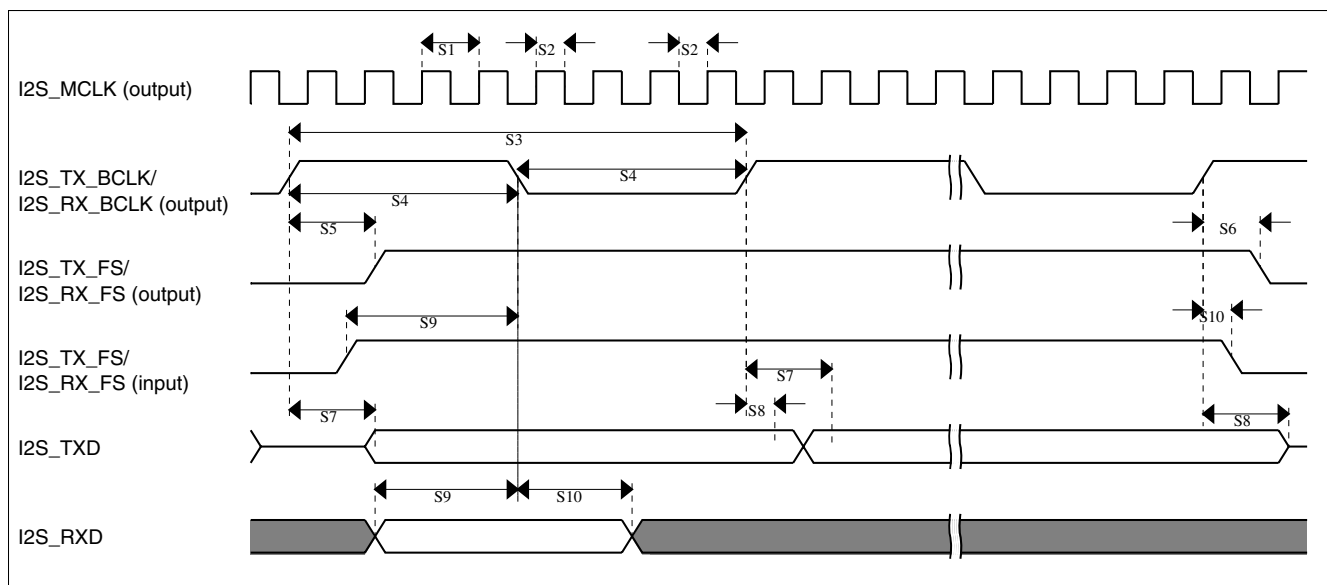 S1 S2 S2
I2S_MCLK (output)
S3
I2S_TX_BCLK/
I2S_RX_BCLK (output)
S4
S4
S5 S6
I2S_TX_FS/
I2S_RX_FS (output)
S9 S10
I2S_TX_FS/
I2S_RX_FS (input)
S7
S7 S8 S8
I2S_TXD
S9 S10
I2S_RXD